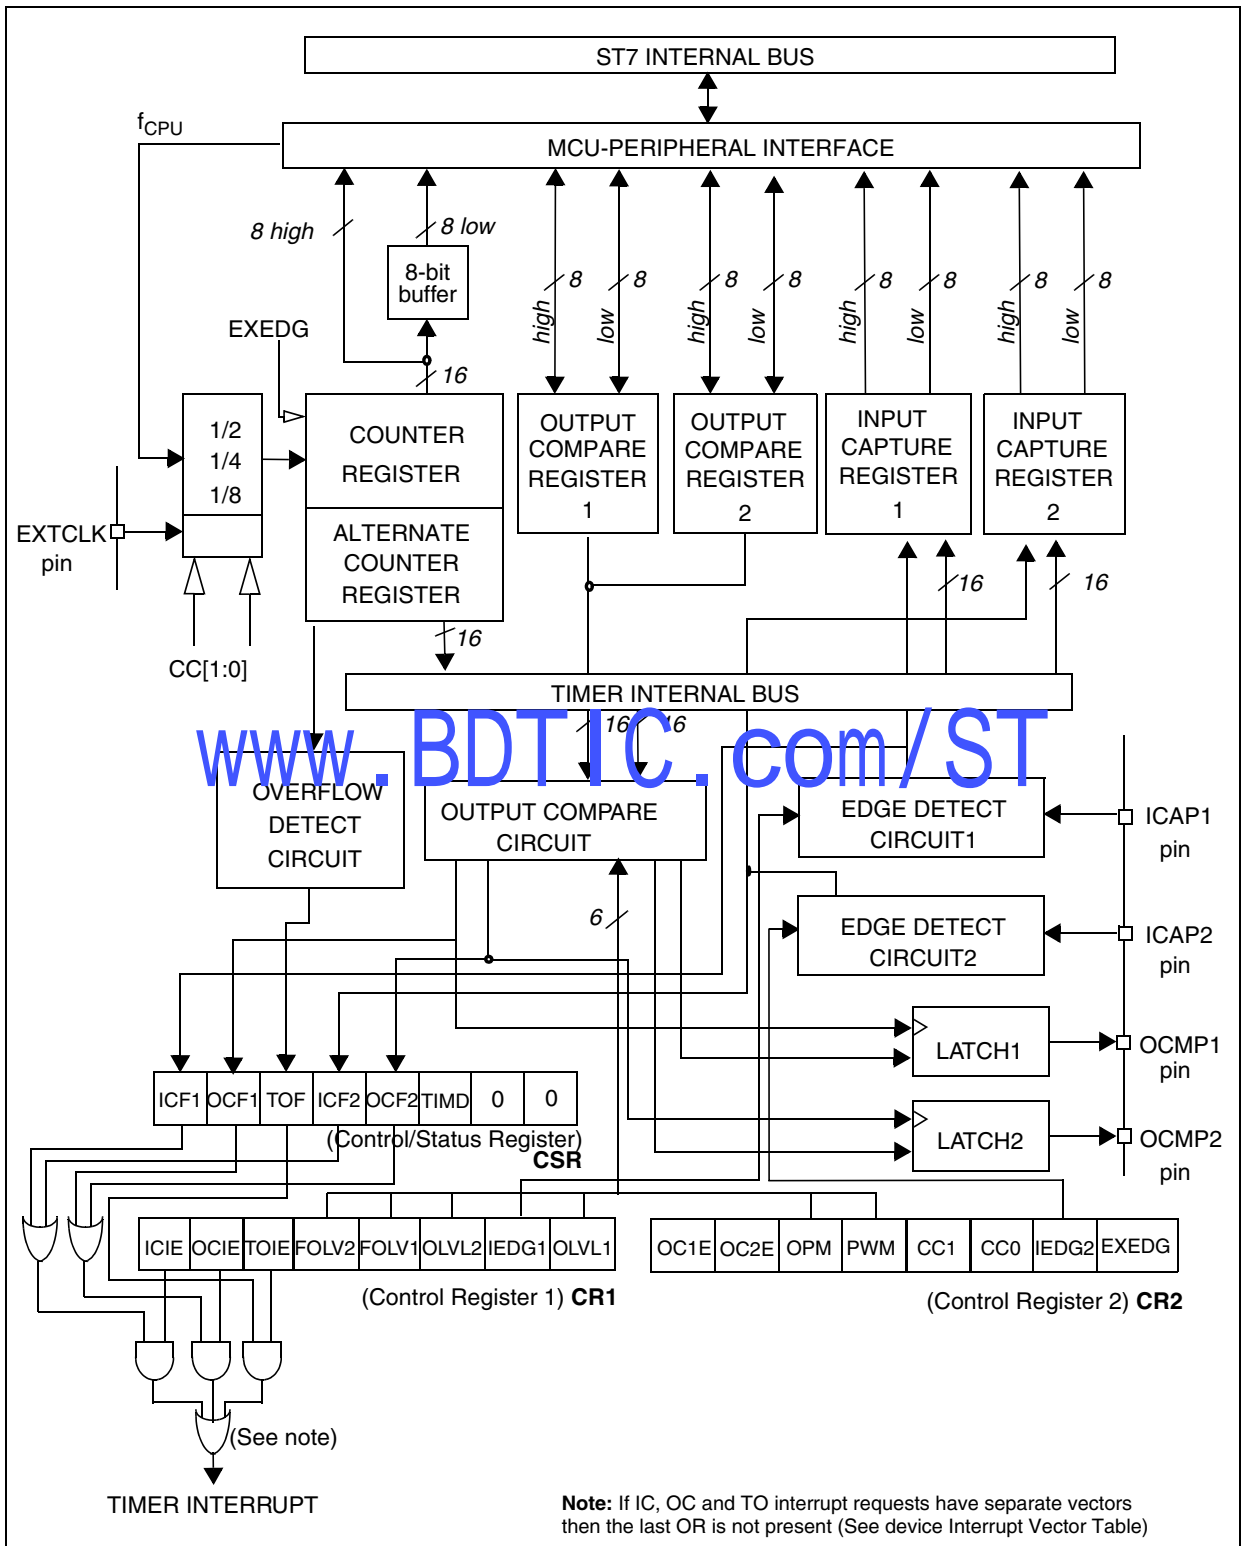 ST7 INTERNAL BUS
fCPU
MCU-PERIPHERAL INTERFACE
8 high
8 low
8-bit
buffer
8
8
8
8
8
8
8
8
high
low
high
low
high
low
high
low
EXEDG
16
1/2
1/4
1/8
COUNTER
REGISTER
OUTPUT
COMPARE
REGISTER
1
OUTPUT
COMPARE
REGISTER
2
INPUT
CAPTURE
REGISTER
1
INPUT
CAPTURE
REGISTER
2
EXTCLK
pin
ALTERNATE
COUNTER
REGISTER
16
16
16
CC[1:0]
TIMER INTERNAL BUS
16
16
www.BDTIC.com/ST
OVERFLOW
DETECT
CIRCUIT
OUTPUT COMPARE
CIRCUIT
EDGE DETECT
CIRCUIT1
ICAP1
pin
6
EDGE DETECT
CIRCUIT2
ICAP2
pin
LATCH1
OCMP1
pin
ICF1 OCF1 TOF ICF2 OCF2 TIMD 0 0
(Control/Status Register)
CSR
LATCH2
OCMP2
pin
ICIE OCIE TOIE FOLV2 FOLV1 OLVL2 IEDG1 OLVL1
(Control Register 1) CR1
OC1E OC2E OPM PWM CC1 CC0 IEDG2 EXEDG
(Control Register 2) CR2
(See note)
TIMER INTERRUPT
Note: If IC, OC and TO interrupt requests have separate vectors
then the last OR is not present (See device Interrupt Vector Table)